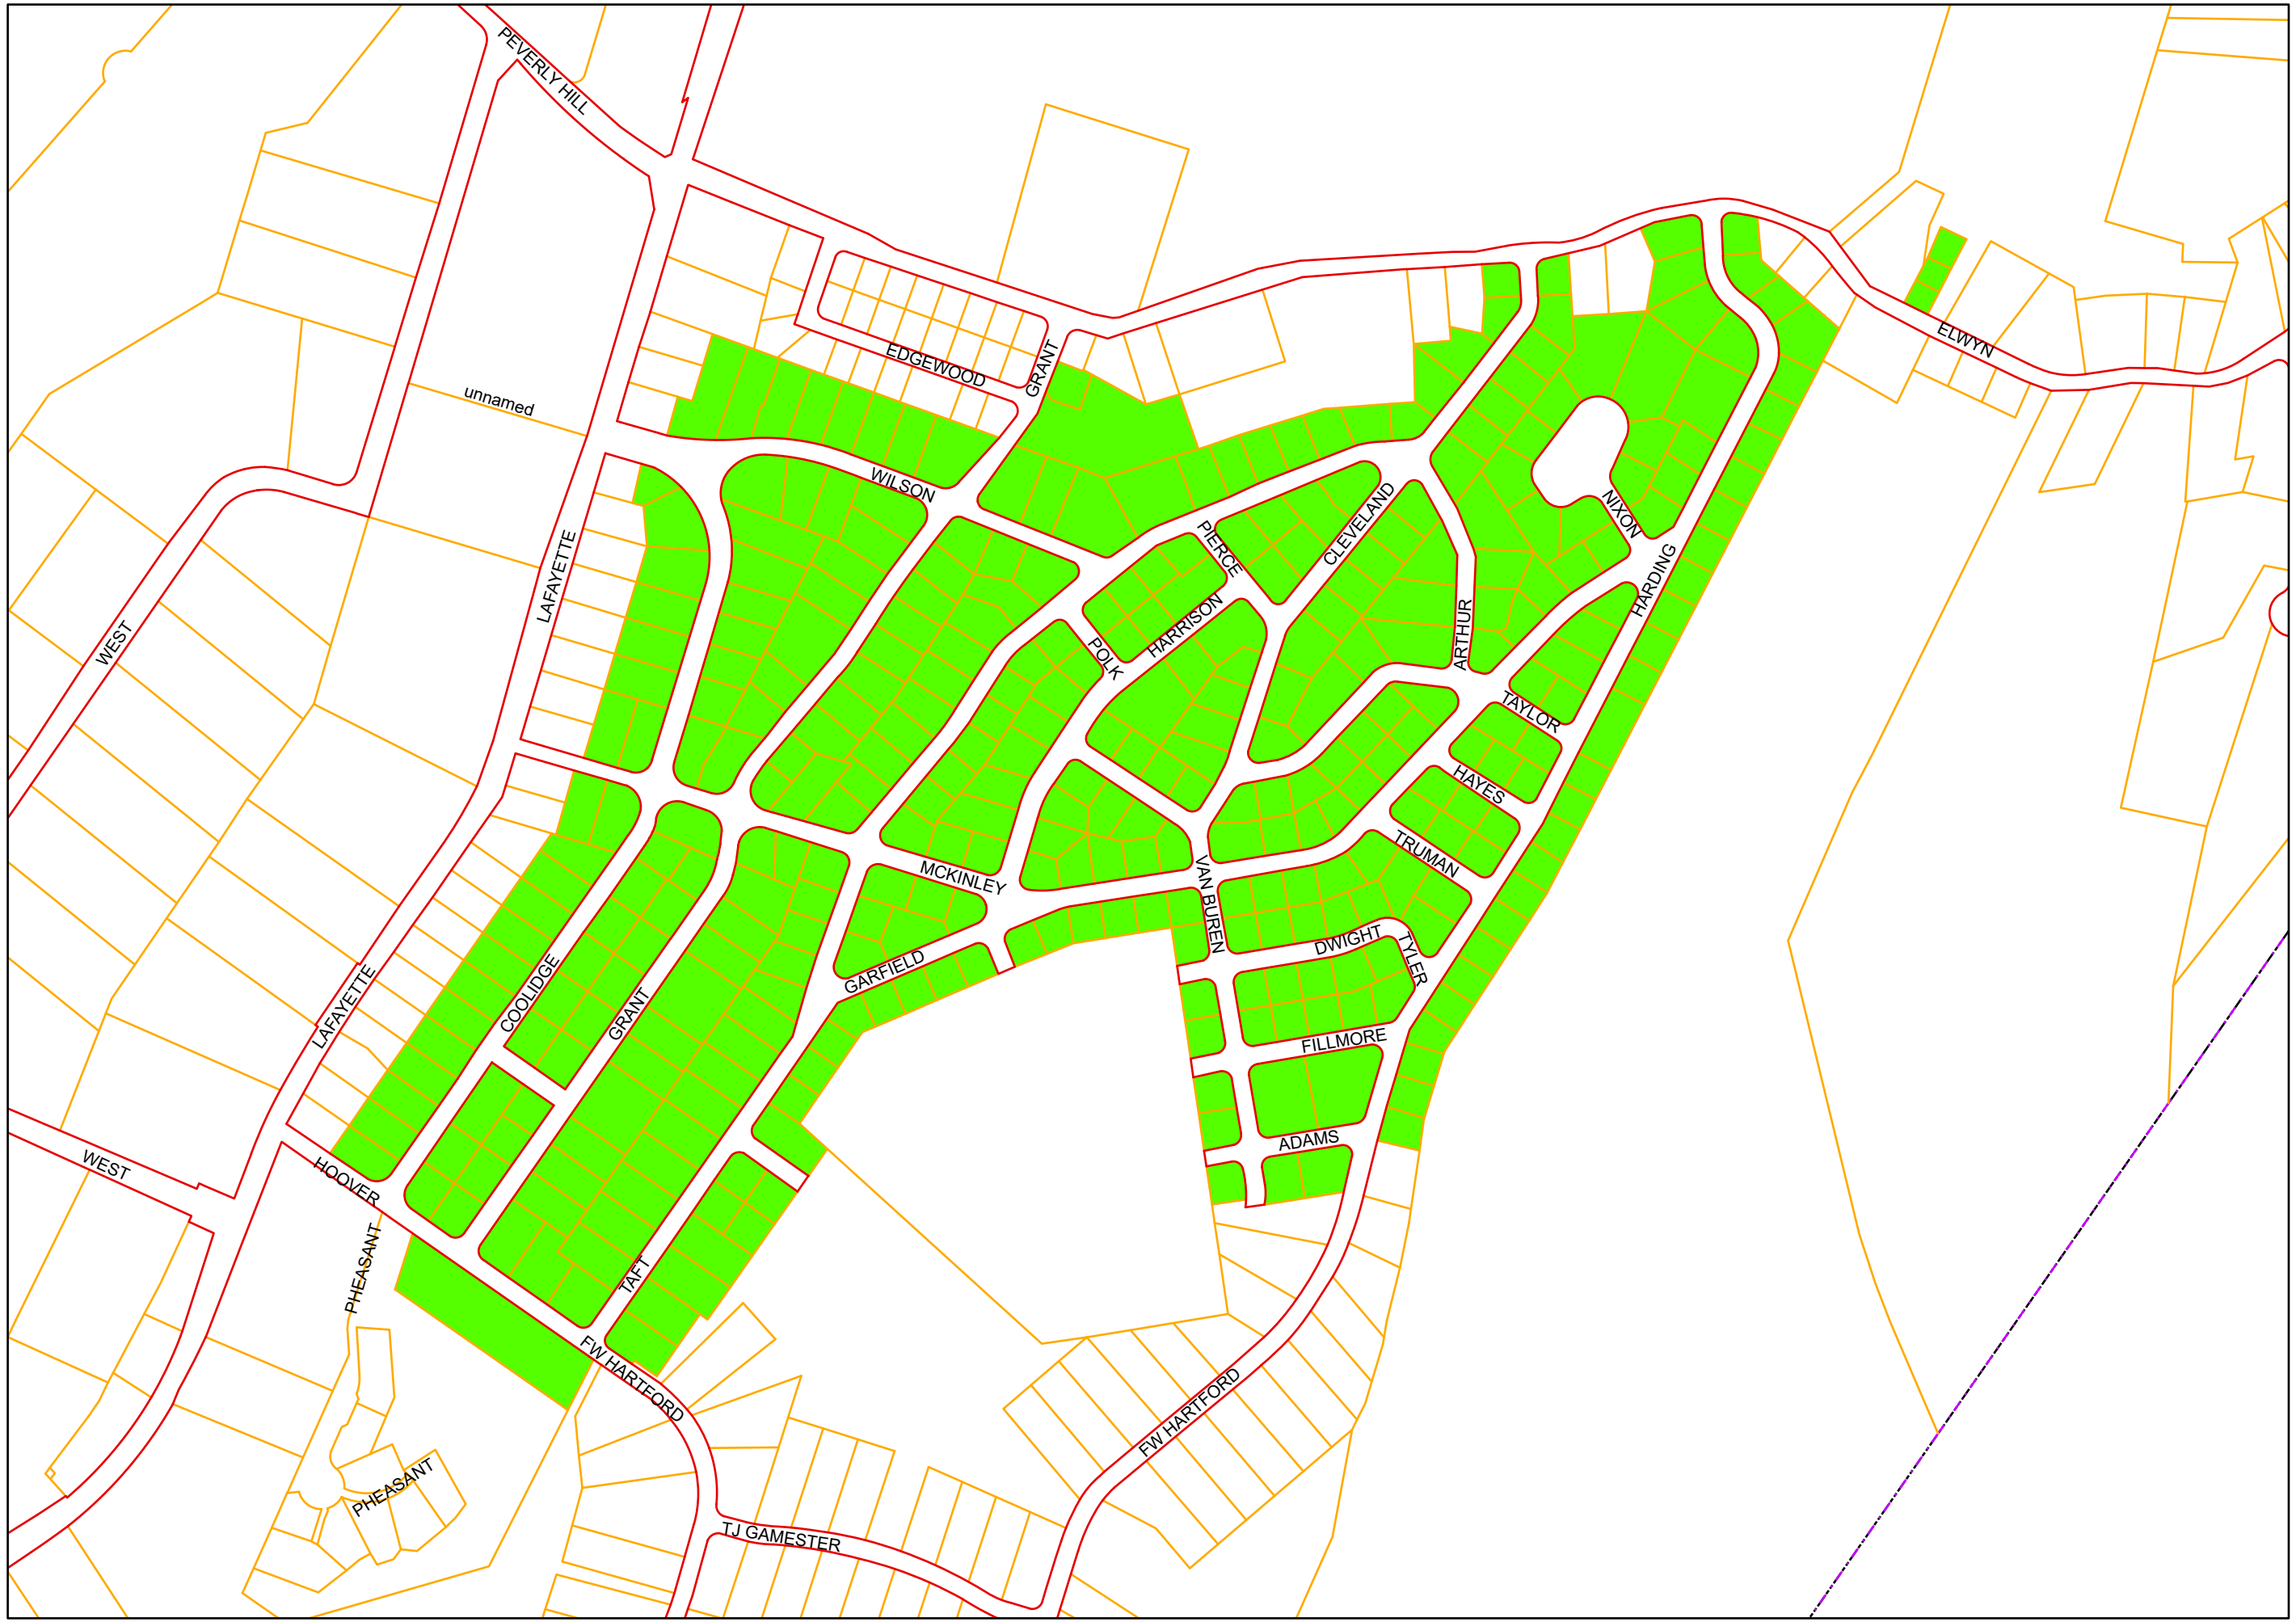 PEVERLY HILL
EDGEWOOD
GRANT
ELWYN
unnamed
WILSON
LAFAYETTE
WEST
PIERCE
CLEVELAND
NIXON
HARDING
HARRISON
POLK
ARTHUR
TAYLOR
HAYES
TRUMAN
MCKINLEY
VAN BUREN
DWIGHT
TYLER
GARFIELD
COOLIDGE
GRANT
LAFAYETTE
FILLMORE
ADAMS
WEST
HOOVER
PHEASANT
TAFT
FW HARTFORD
FW HARTFORD
PHEASANT
TJ GAMESTER